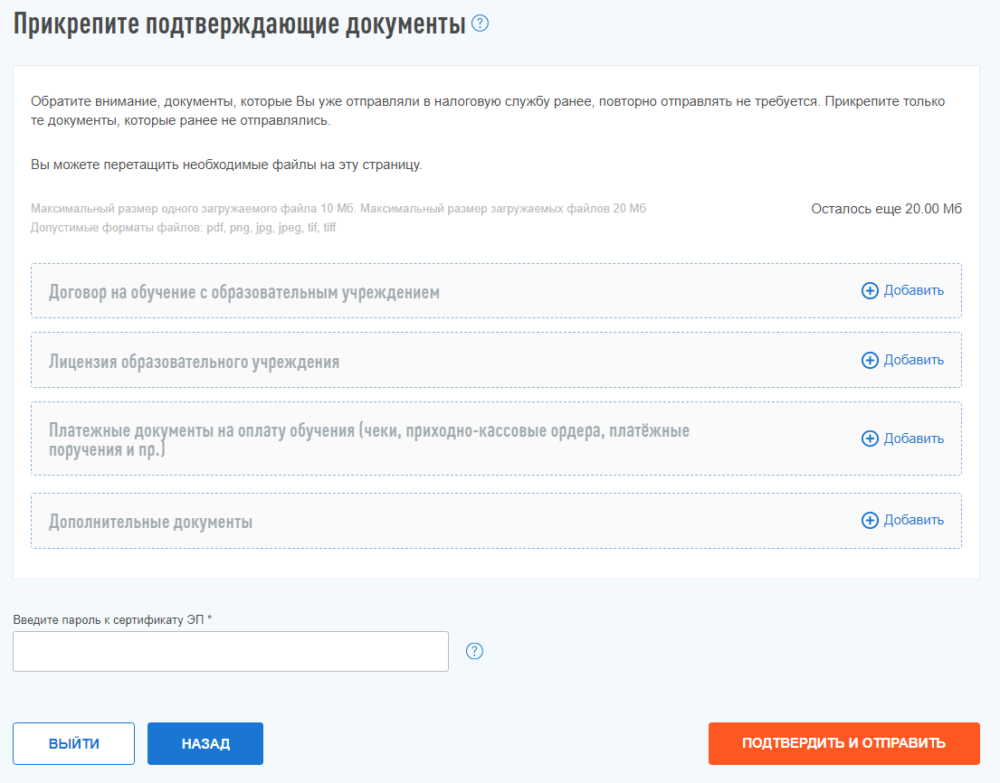 Прикрепите подтверждающие документы ?
Обратите внимание, документы, которые Вы уже отправляли в налоговую службу ранее, повторно отправлять не требуется. Прикрепите только
те документы, которые ранее не отправлялись.
Вы можете перетащить необходимые файлы на эту страницу.
Максимальный размер одного загружаемого файла 10 Мб. Максимальный размер загружаемых файлов 20 Мб
Осталось еще 20.00 Мб
Допустимые форматы файлов: pdf, png, jpg, jpeg, tif, tiff
Договор на обучение с образовательным учреждением
Добавить
Лицензия образовательного учреждения
Добавить
Платежные документы на оплату обучения (чеки, приходно-кассовые ордера, платёжные
поручения и пр.)
Добавить
Дополнительные документы
Добавить
Введите пароль к сертификату ЭП *
?
ВЫЙТИ
НАЗАД
ПОДТВЕРДИТЬ И ОТПРАВИТЬ